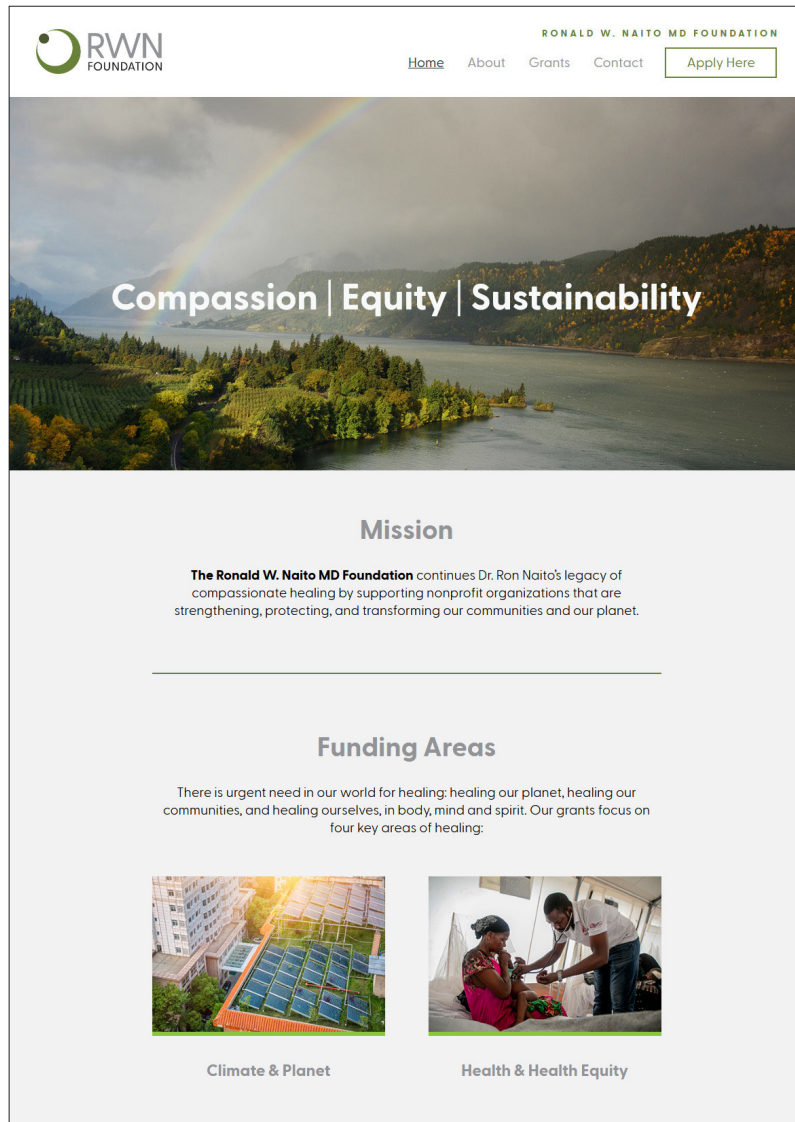 RWN
FOUNDATION
RONALD W. NAITO MD FOUNDATION
Home About Grants Contact Apply Here
Compassion | Equity | Sustainability
Mission
The Ronald W. Naito MD Foundation continues Dr. Ron Naito's legacy of
compassionate healing by supporting nonprofit organizations that are
strengthening, protecting, and transforming our communities and our planet.
Funding Areas
There is urgent need in our world for healing: healing our planet, healing our
communities, and healing ourselves, in body, mind and spirit. Our grants focus on
four key areas of healing:
Climate & Planet
Health & Health Equity